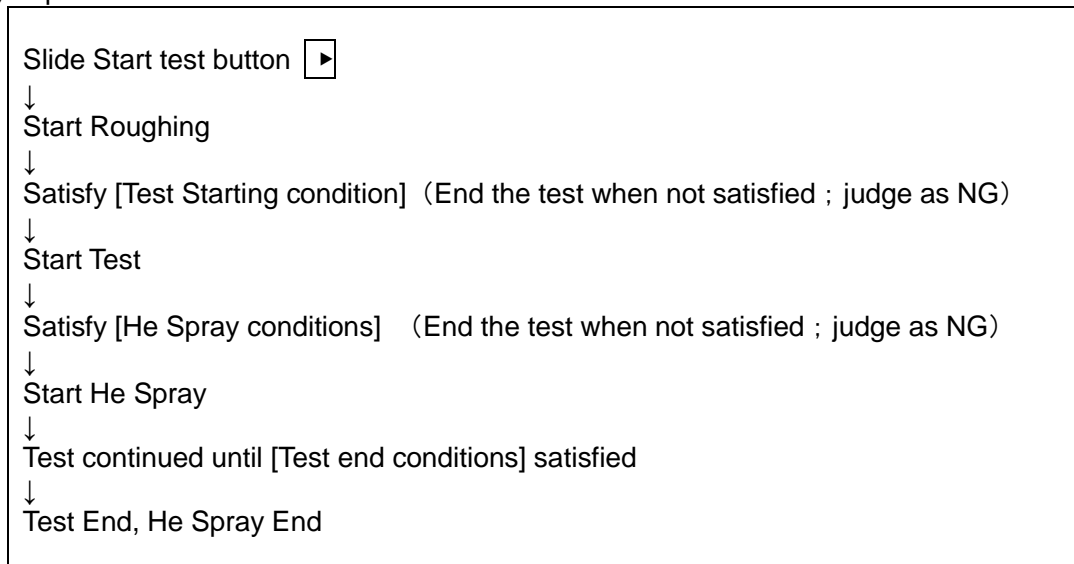 Slide Start test button ▶
↓
Start Roughing
↓
Satisfy [Test Starting condition]（End the test when not satisfied；judge as NG）
↓
Start Test
↓
Satisfy [He Spray conditions] （End the test when not satisfied；judge as NG）
↓
Start He Spray
↓
Test continued until [Test end conditions] satisfied
↓
Test End, He Spray End